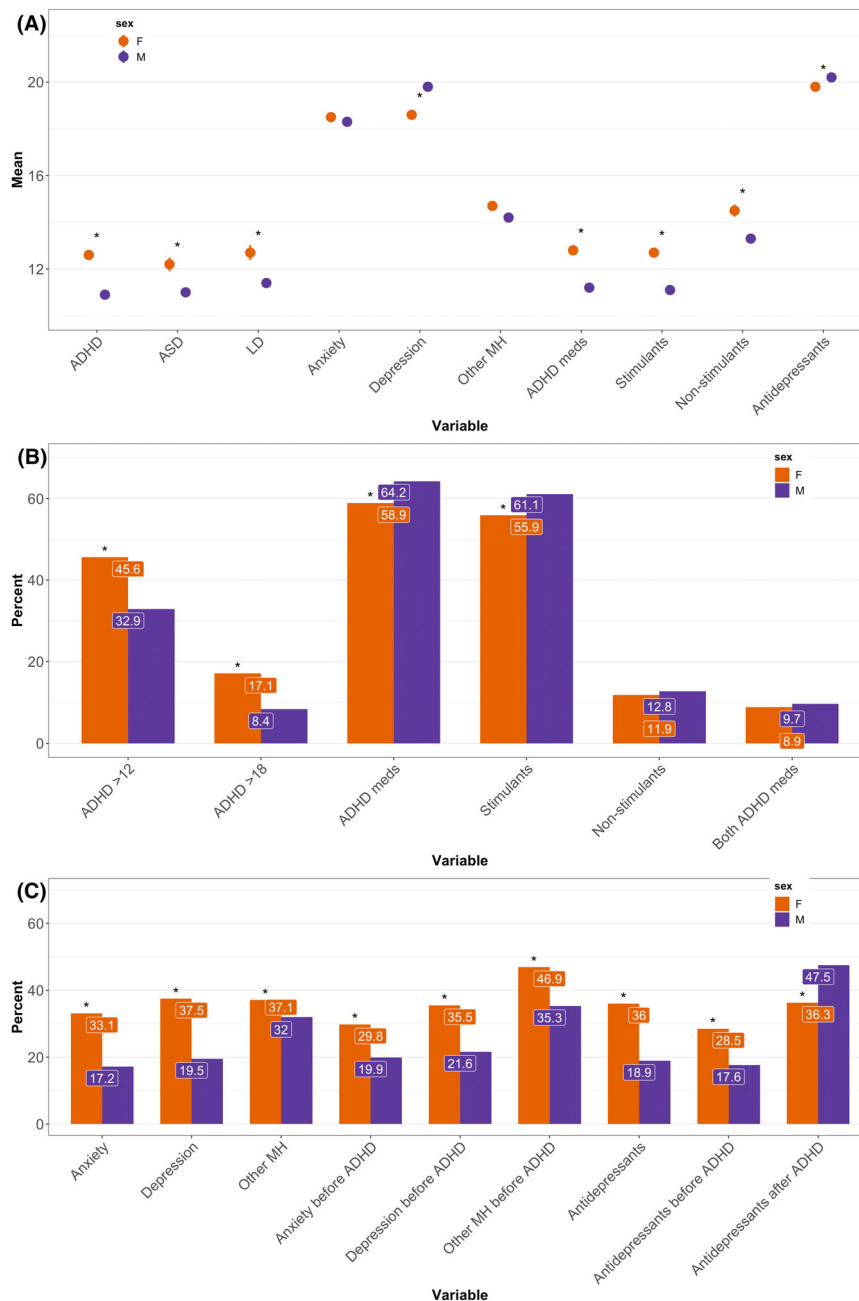 (A)
sex
F
M
20
16
12
Mean
*
*
*
*
*
*
*
*
ADHD
ASD
LD
Anxiety
Depression
Other MH
ADHD meds
Stimulants
Non-stimulants
Antidepressants
Variable
(B)
sex
F
M
60
40
20
0
Percent
* 45.6
32.9
* 17.1
8.4
* 64.2
58.9
* 61.1
55.9
12.8
11.9
9.7
8.9
ADHD >12
ADHD >18
ADHD meds
Stimulants
Non-stimulants
Both ADHD meds
Variable
(C)
sex
F
M
60
40
20
0
Percent
* 33.1
17.2
* 37.5
19.5
* 37.1
32
* 29.8
19.9
* 35.5
21.6
* 46.9
35.3
* 36
18.9
* 28.5
17.6
* 47.5
36.3
Anxiety
Depression
Other MH
Anxiety before ADHD
Depression before ADHD
Other MH before ADHD
Antidepressants
Antidepressants before ADHD
Antidepressants after ADHD
Variable